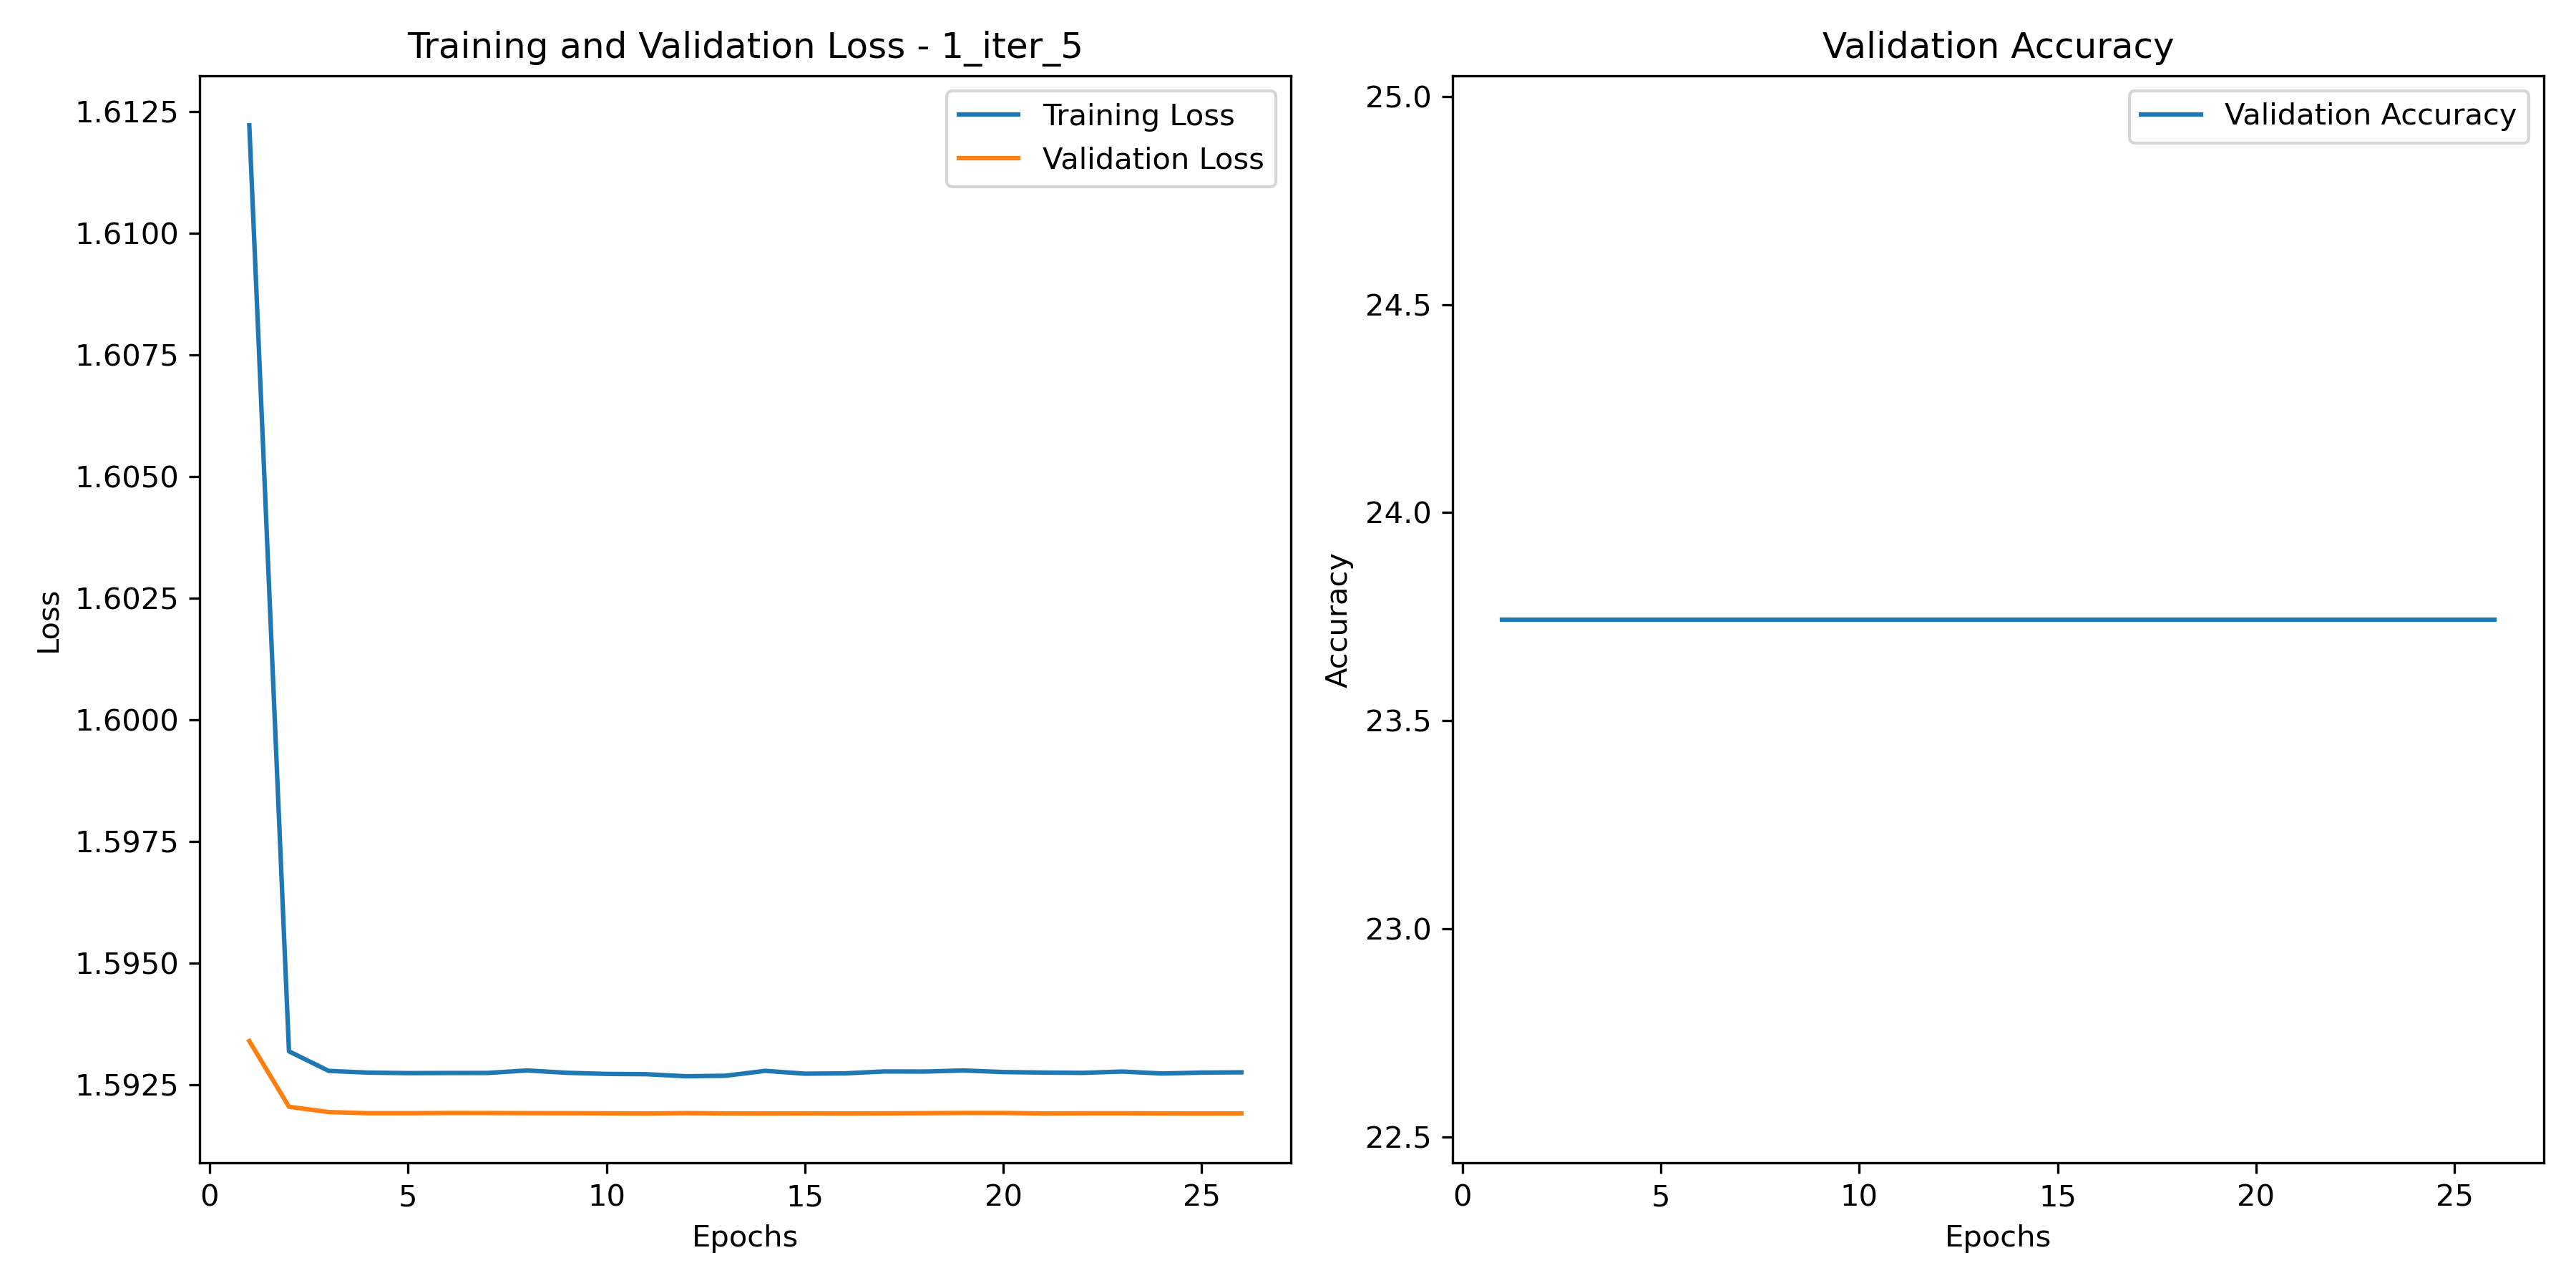 Training and Validation Loss - 1_iter_5
Training Loss
Validation Loss
1.6125
1.6100
1.6075
1.6050
1.6025
1.6000
1.5975
1.5950
1.5925
Loss
0 5 10 15 20 25
Epochs
Validation Accuracy
Validation Accuracy
25.0
24.5
24.0
23.5
23.0
22.5
Accuracy
0 5 10 15 20 25
Epochs